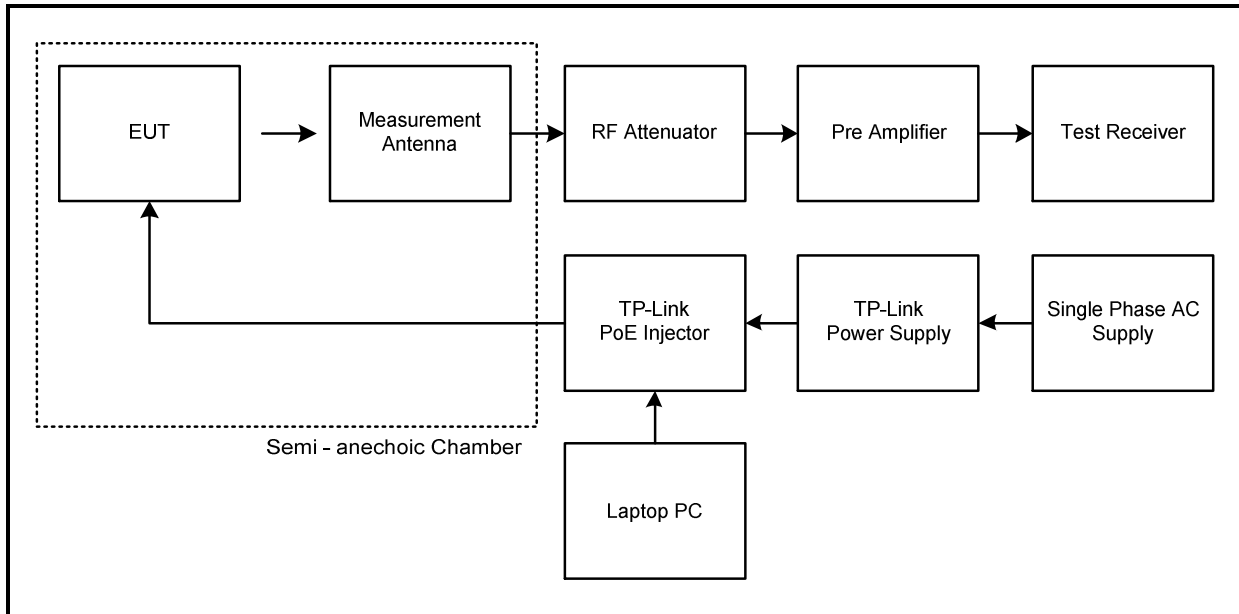 EUT
Measurement
Antenna
RF Attenuator
Pre Amplifier
Test Receiver
TP-Link
PoE Injector
TP-Link
Power Supply
Single Phase AC
Supply
Semi - anechoic Chamber
Laptop PC